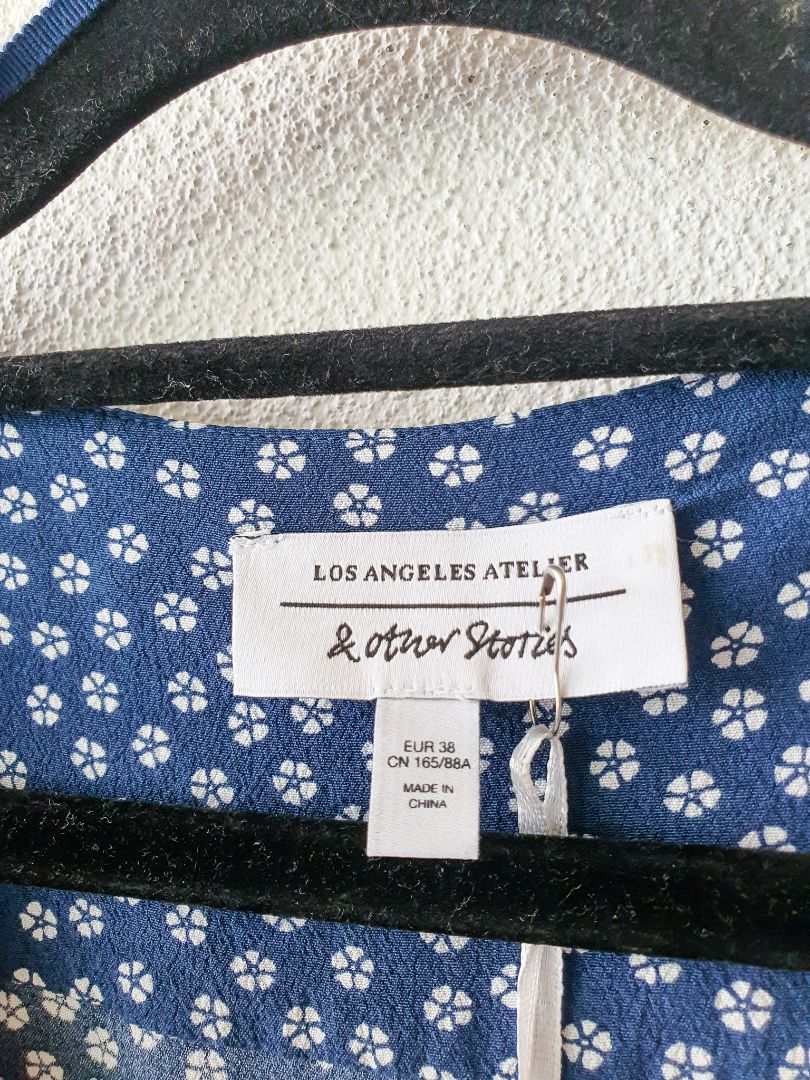 LOS ANGELES ATELIER
& other Stories
EUR 38
CN 165/88A
MADE IN
CHINA